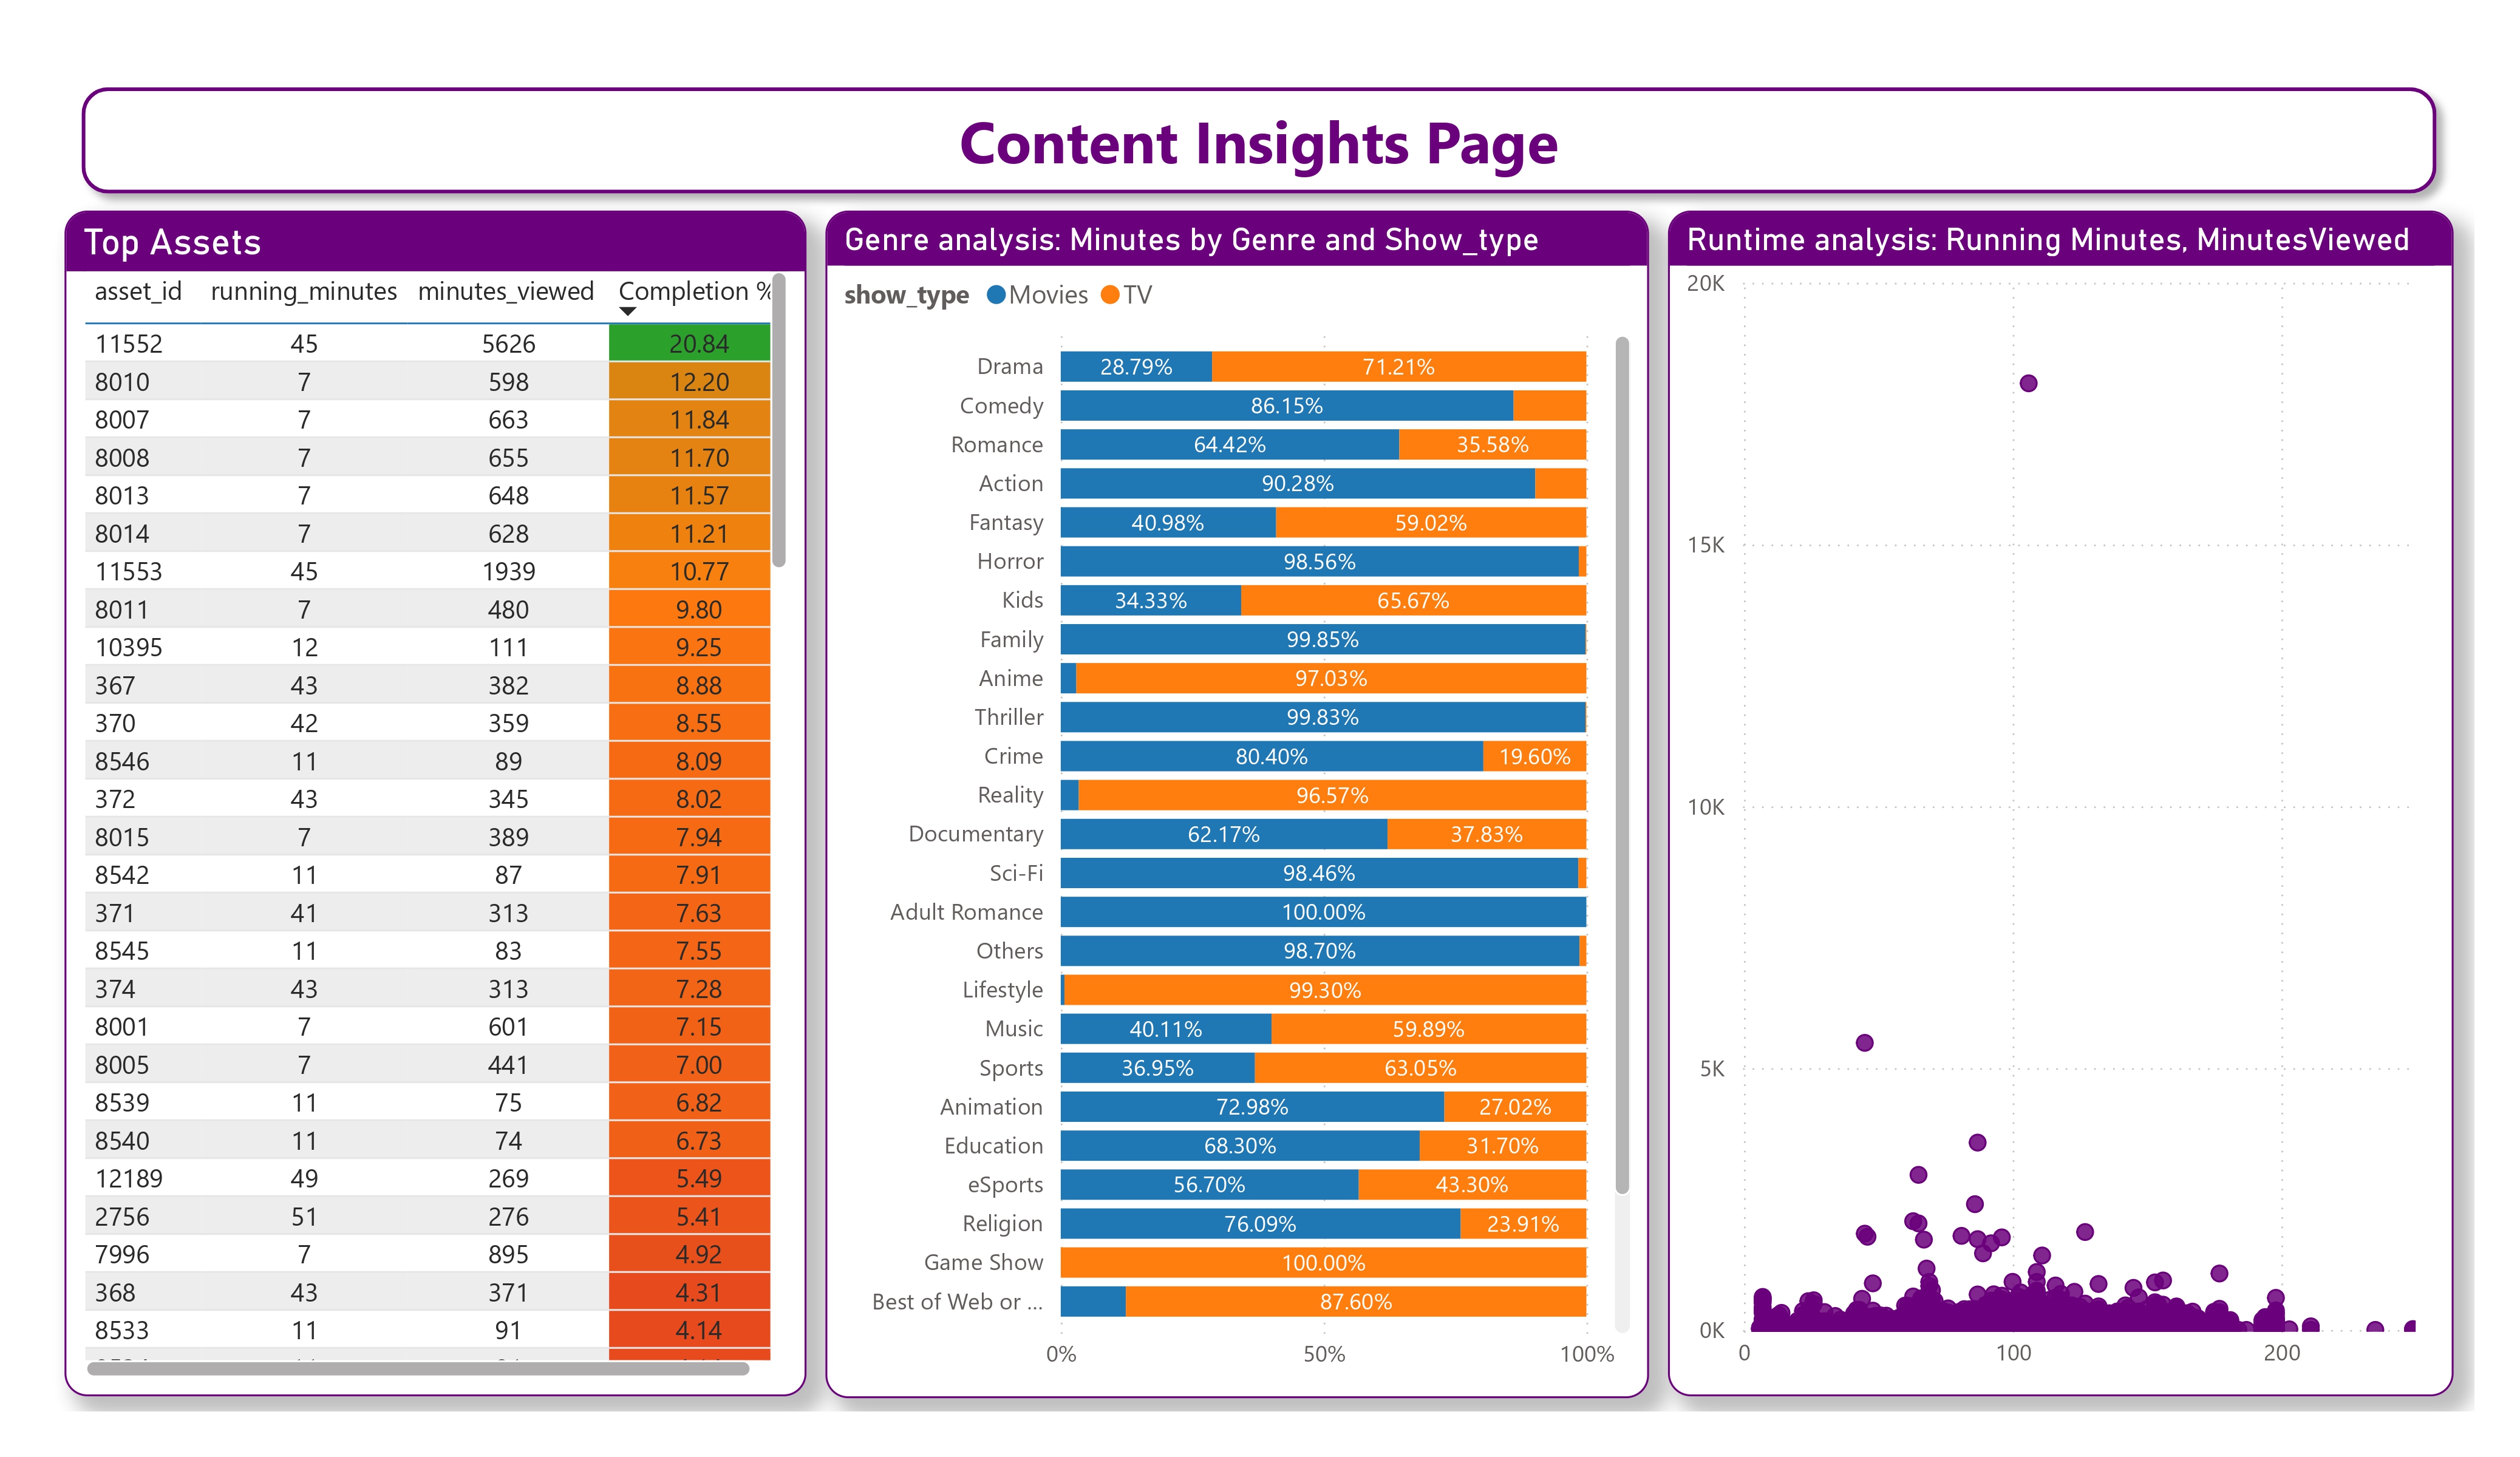 Content Insights Page
Top Assets
asset_id running_minutes minutes_viewed Completion %
11552 45 5626 20.84
8010 7 598 12.20
8007 7 663 11.84
8008 7 655 11.70
8013 7 648 11.57
8014 7 628 11.21
11553 45 1939 10.77
8011 7 480 9.80
10395 12 111 9.25
367 43 382 8.88
370 42 359 8.55
8546 11 89 8.09
372 43 345 8.02
8015 7 389 7.94
8542 11 87 7.91
371 41 313 7.63
8545 11 83 7.55
374 43 313 7.28
8001 7 601 7.15
8005 7 441 7.00
8539 11 75 6.82
8540 11 74 6.73
12189 49 269 5.49
2756 51 276 5.41
7996 7 895 4.92
368 43 371 4.31
8533 11 91 4.14
Genre analysis: Minutes by Genre and Show_type
show_type Movies TV
Drama 28.79% 71.21%
Comedy 86.15%
Romance 64.42% 35.58%
Action 90.28%
Fantasy 40.98% 59.02%
Horror 98.56%
Kids 34.33% 65.67%
Family 99.85%
Anime 97.03%
Thriller 99.83%
Crime 80.40% 19.60%
Reality 96.57%
Documentary 62.17% 37.83%
Sci-Fi 98.46%
Adult Romance 100.00%
Others 98.70%
Lifestyle 99.30%
Music 40.11% 59.89%
Sports 36.95% 63.05%
Animation 72.98% 27.02%
Education 68.30% 31.70%
eSports 56.70% 43.30%
Religion 76.09% 23.91%
Game Show 100.00%
Best of Web or ... 87.60%
0% 50% 100%
Runtime analysis: Running Minutes, MinutesViewed
20K
15K
10K
5K
0K
0 100 200